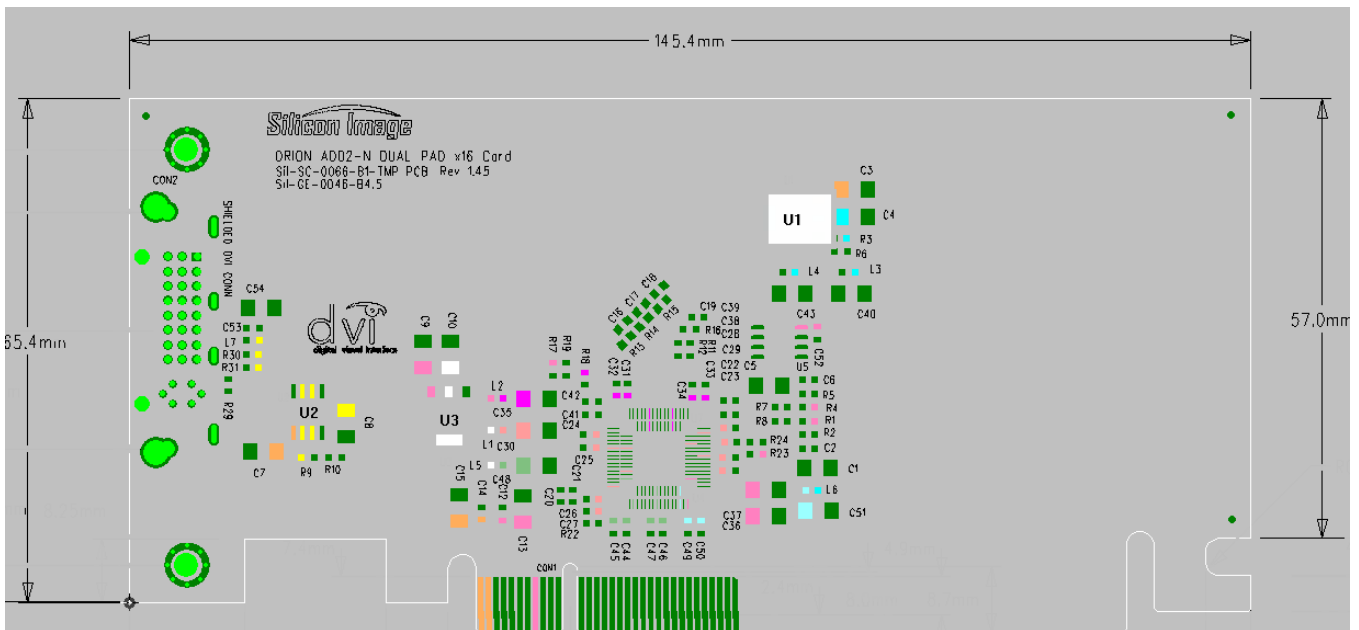 145.4mm
65.4mm
57.0mm
Silicon Image
ORION ADD2-N DUAL PAD x16 Card
SiI-SC-0066-B1-TMP PCB Rev 1.45
SiI-GE-0046-B4.5
CON2
SHIELDED DVI CONN
C3
U1
C4
R3
R6
L4
L3
C43
C40
C54
C53
L7
R30
R31
R29
dvi
digital visual interface
C9
C10
C16
C17
C18
R13
R14
R15
C19
R16
R11
R12
C39
C38
C28
C29
C5
C22
C23
C52
U5
R17
R19
R18
C32
C31
C33
C34
C6
R5
R4
R1
R2
C2
R7
R8
R24
R23
U2
C8
U3
L2
C35
C42
C41
C24
L1
C30
C25
L5
C48
C7
R9
R10
C15
C14
C12
C13
C21
C20
C26
C27
R22
C1
L6
C51
C37
C36
C45
C44
C47
C46
C49
C50
CON1